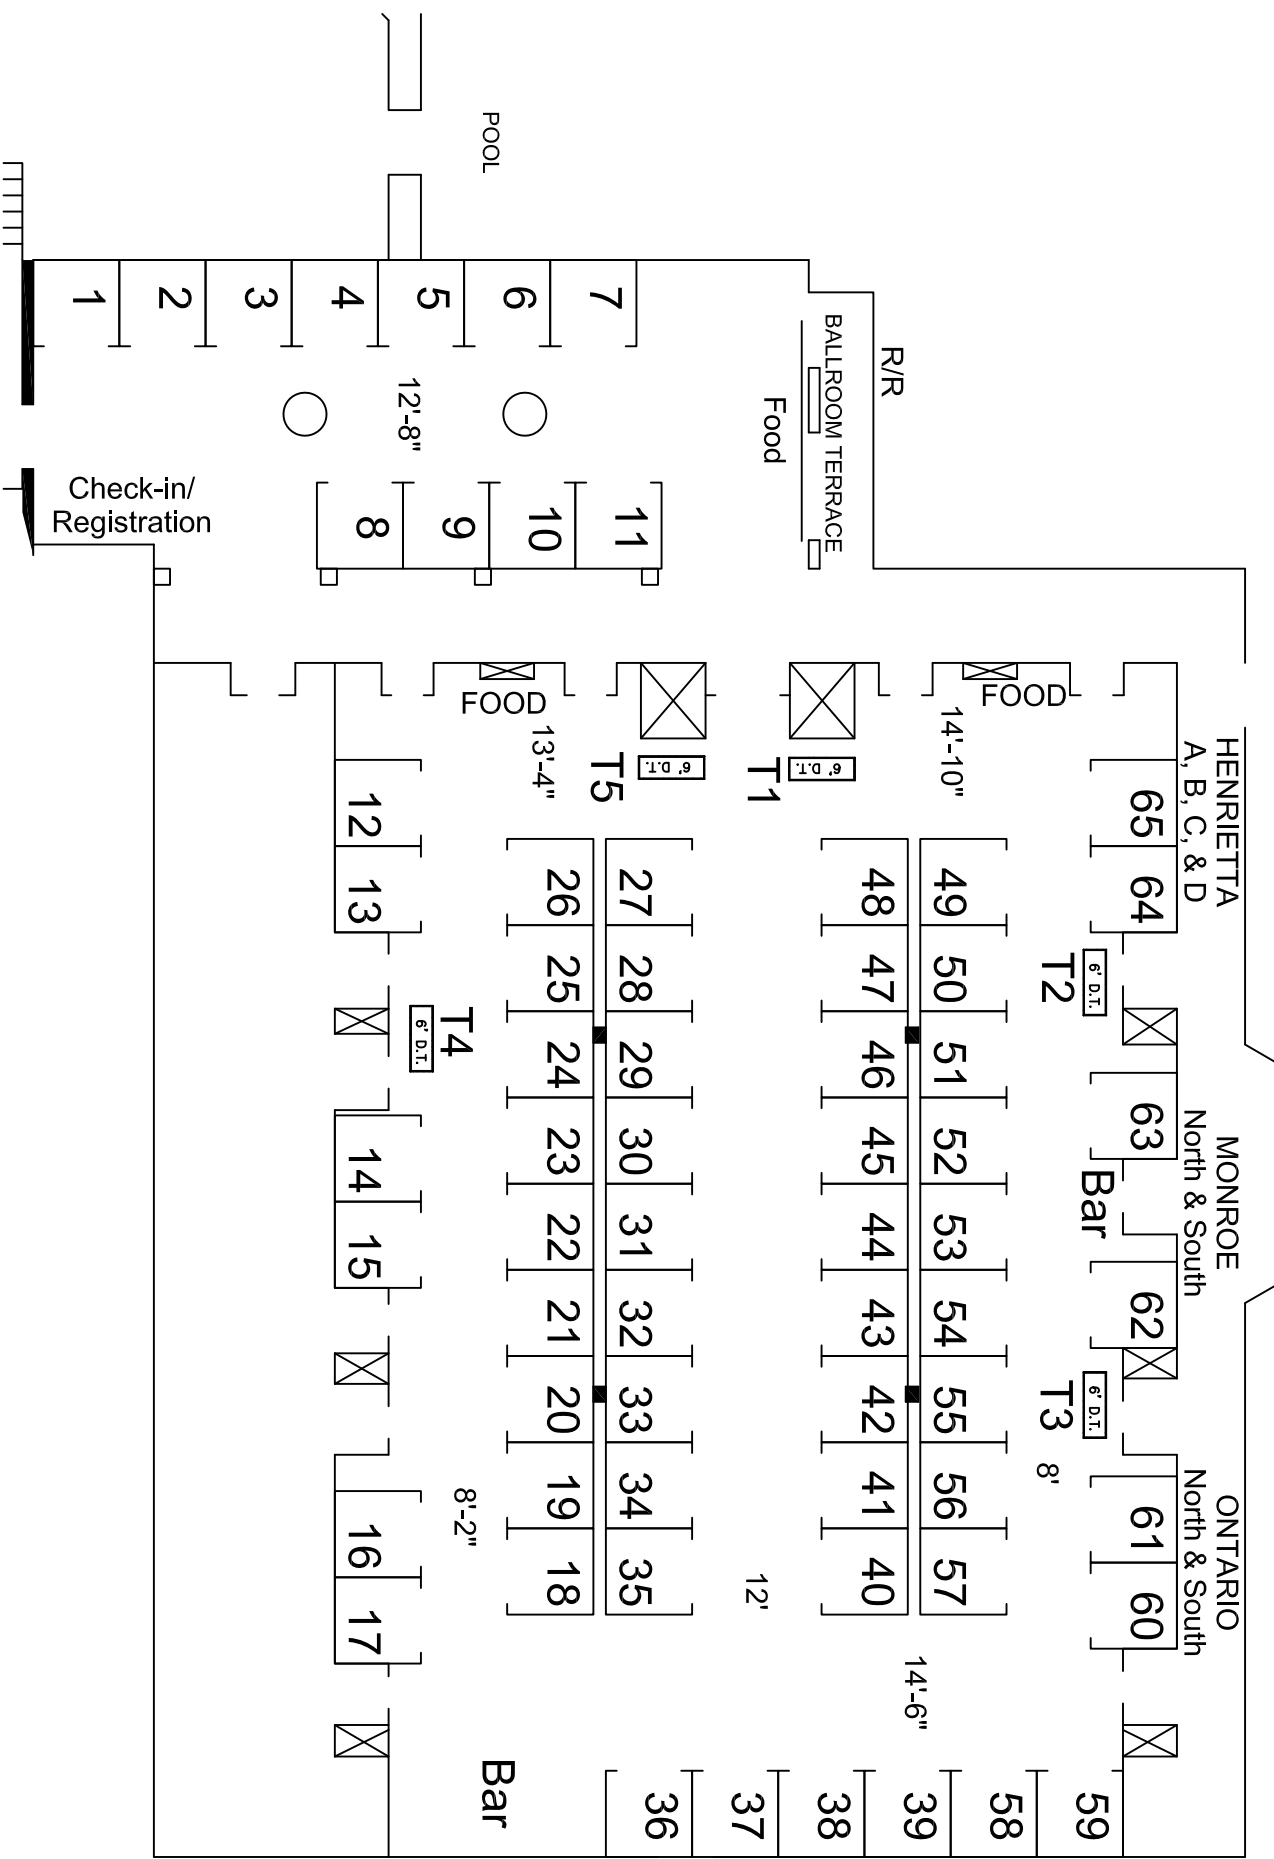 POOL
1
2
3
4
5
6
7
12'-8"
R/R
BALLROOM TERRACE
Food
Check-in/
Registration
8
9
10
11
FOOD
FOOD
13'-4"
14'-10"
T5
6' D.T.
T1
6' D.T.
HENRIETTA
A, B, C, & D
12
13
26
27
48
49
65
64
25
28
47
50
T2
6' D.T.
T4
6' D.T.
24
29
46
51
63
MONROE
North & South
Bar
14
23
30
45
52
15
22
31
44
53
21
32
43
54
62
20
33
42
55
T3
6' D.T.
8'
8'-2"
19
34
41
56
61
ONTARIO
North & South
16
18
35
12'
40
57
60
17
14'-6"
Bar
36
37
38
39
58
59